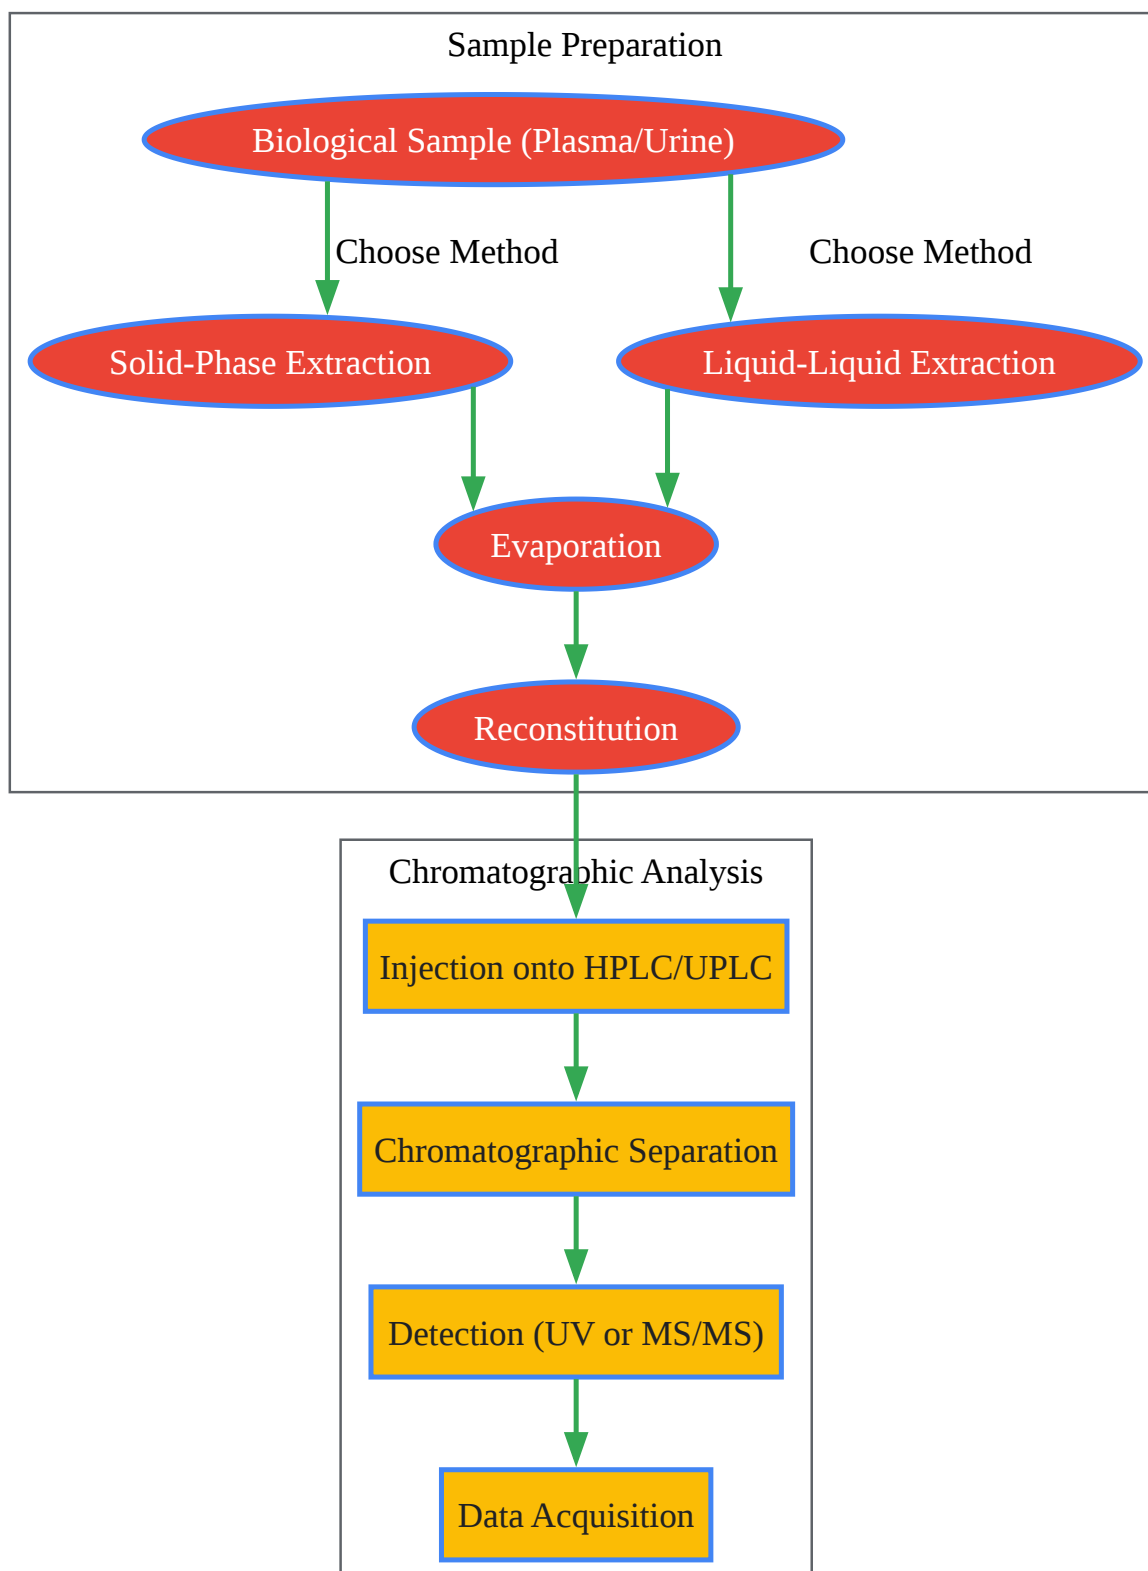 Sample Preparation
Biological Sample (Plasma/Urine)
Choose Method
Choose Method
Solid-Phase Extraction
Liquid-Liquid Extraction
Evaporation
Reconstitution
Chromatographic Analysis
Injection onto HPLC/UPLC
Chromatographic Separation
Detection (UV or MS/MS)
Data Acquisition